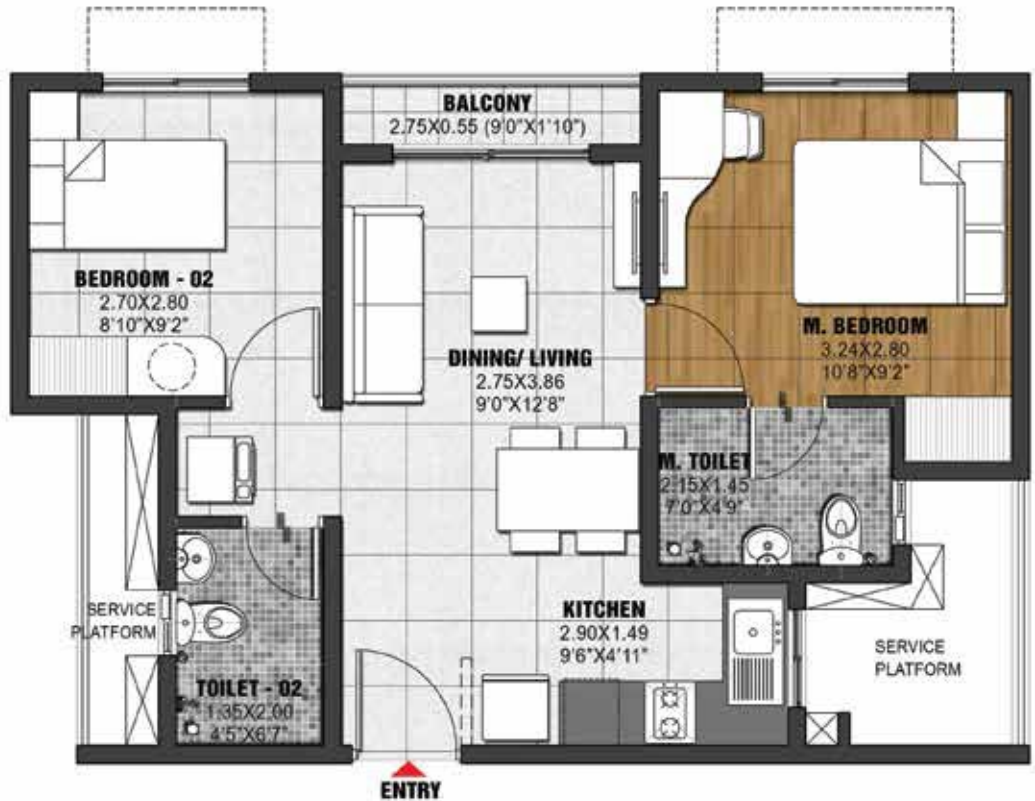 BALCONY
2.75X0.55 (9'0"X1'10")
BEDROOM - 02
2.70X2.80
8'10"X9'2"
M. BEDROOM
3.24X2.80
10'8"X9'2"
DINING/ LIVING
2.75X3.86
9'0"X12'8"
M. TOILET
2.15X1.45
7'0"X4'9"
KITCHEN
2.90X1.49
9'6"X4'11"
SERVICE
PLATFORM
SERVICE
PLATFORM
TOILET - 02
1.35X2.00
4'5"X6'7"
ENTRY